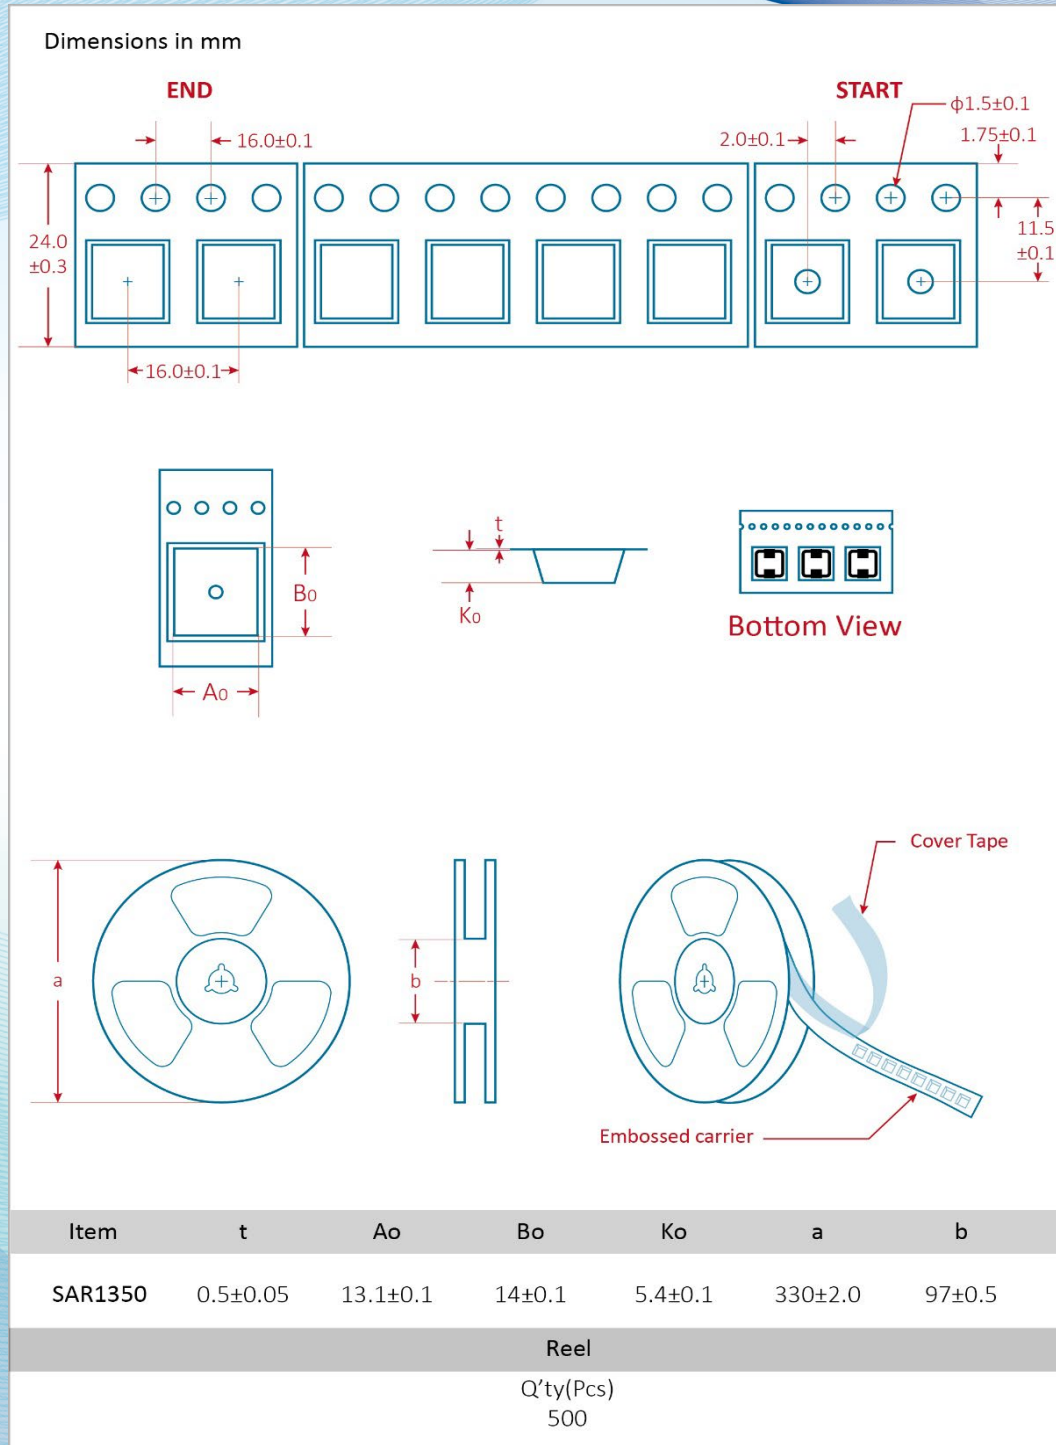 Dimensions in mm
END
START
16.0±0.1
2.0±0.1
ϕ1.5±0.1
1.75±0.1
24.0
±0.3
11.5
±0.1
16.0±0.1
t
K0
B0
A0
Bottom View
a
b
Cover Tape
Embossed carrier
Item t Ao Bo Ko a b
SAR1350 0.5±0.05 13.1±0.1 14±0.1 5.4±0.1 330±2.0 97±0.5
Reel
Q’ty(Pcs)
500